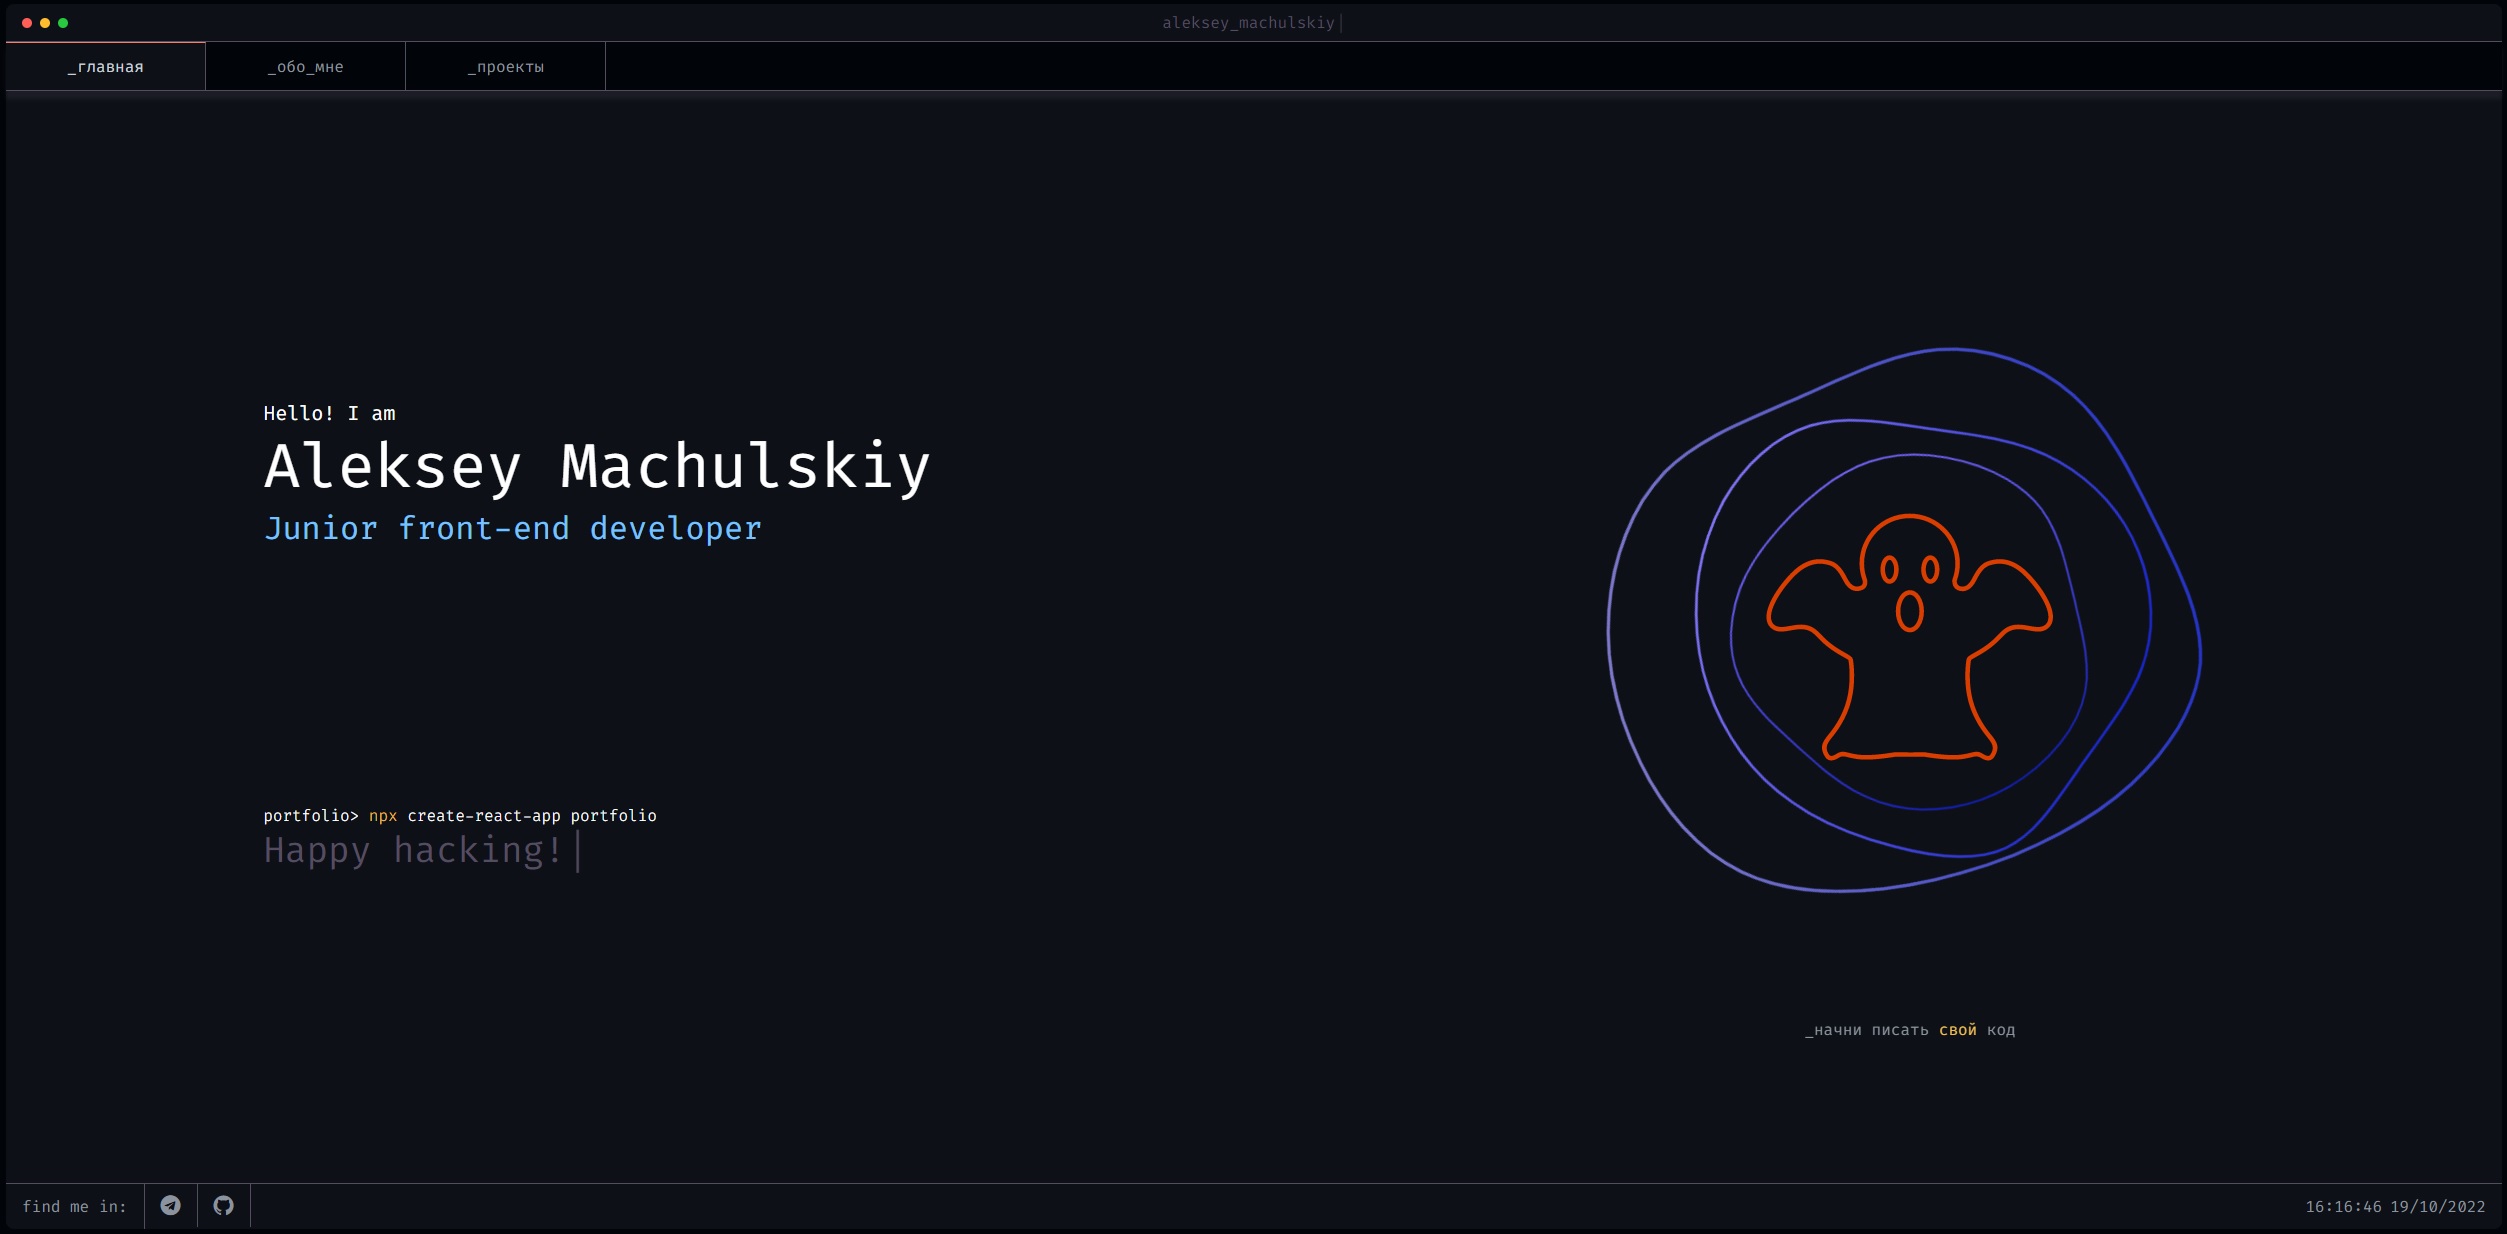 aleksey_machulskiy
_главная
_обо_мне
_проекты
Hello! I am
Aleksey Machulskiy
Junior front-end developer
portfolio> npx create-react-app portfolio
Happy hacking!
_начни писать свой код
find me in:
16:16:46 19/10/2022